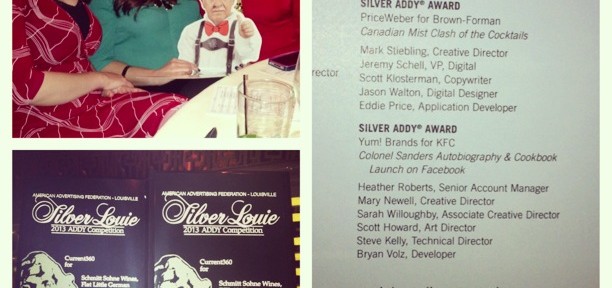 SILVER ADDY® AWARD
PriceWeber for Brown-Forman
Canadian Mist Clash of the Cocktails
rector
Mark Stiebling, Creative Director
Jeremy Schell, VP, Digital
Scott Klosterman, Copywriter
Jason Walton, Digital Designer
Eddie Price, Application Developer
SILVER ADDY® AWARD
Yum! Brands for KFC
Colonel Sanders Autobiography & Cookbook
Launch on Facebook
Heather Roberts, Senior Account Manager
Mary Newell, Creative Director
Sarah Willoughby, Associate Creative Director
Scott Howard, Art Director
Steve Kelly, Technical Director
Bryan Volz, Developer
AMERICAN ADVERTISING FEDERATION - LOUISVILLE
Silver Louie
2013 ADDY Competition
Current360
for
Schmitt Sohne Wines,
Flat Little German
AMERICAN ADVERTISING FEDERATION - LOUISVILLE
Silver Louie
2013 ADDY Competition
Current360
for
Schmitt Sohne Wines,